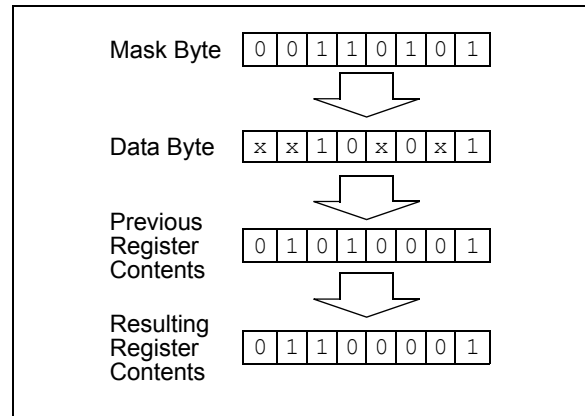 Mask Byte 0 0 1 1 0 1 0 1
Data Byte x x 1 0 x 0 x 1
Previous
Register
Contents
0 1 0 1 0 0 0 1
Resulting
Register
Contents
0 1 1 0 0 0 0 1